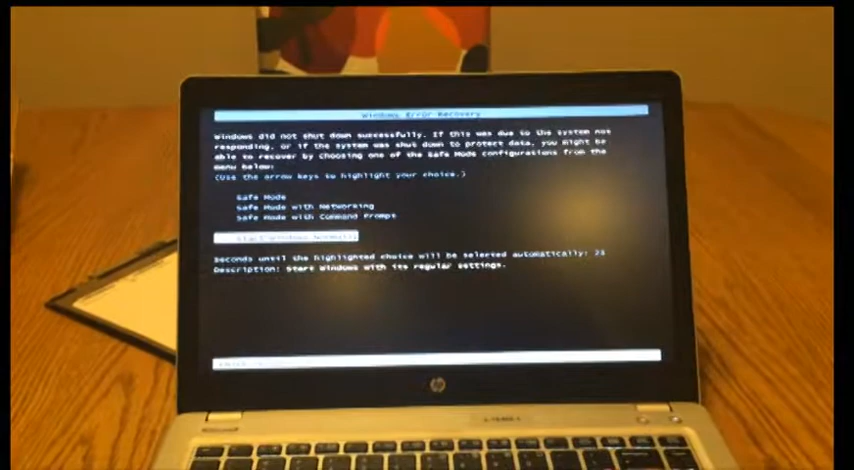 Windows Error Recovery
Windows did not shut down successfully. If this was due to the system not
responding, or if the system was shut down to protect data, you might be
able to recover by choosing one of the Safe Mode configurations from the
menu below:
(Use the arrow keys to highlight your choice.)
Safe Mode
Safe Mode with Networking
Safe Mode with Command Prompt
Start Windows Normally
Seconds until the highlighted choice will be selected automatically: 23
Description: Start Windows with its regular settings.
hp